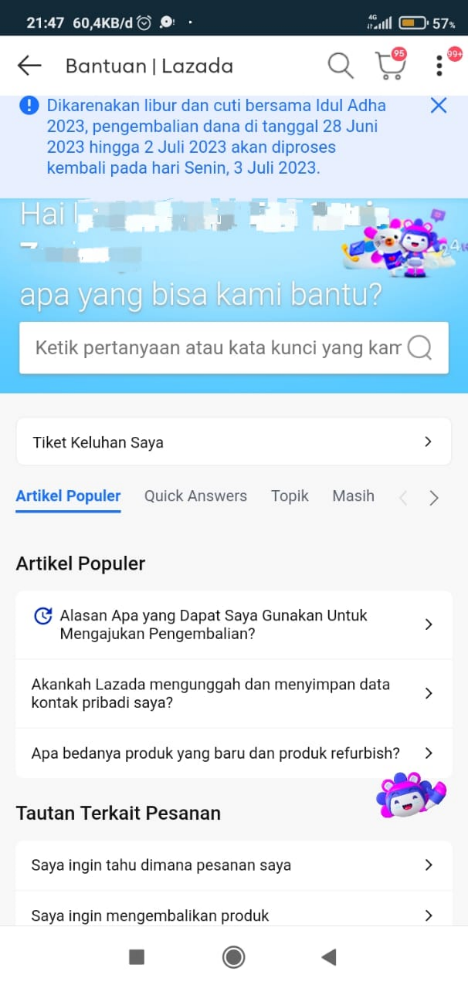 21:47 60,4KB/d
4G
57%
Bantuan | Lazada
95
99+
Dikarenakan libur dan cuti bersama Idul Adha
2023, pengembalian dana di tanggal 28 Juni
2023 hingga 2 Juli 2023 akan diproses
kembali pada hari Senin, 3 Juli 2023.
Hai
apa yang bisa kami bantu?
Ketik pertanyaan atau kata kunci yang kam
Tiket Keluhan Saya
Artikel Populer Quick Answers Topik Masih
Artikel Populer
Alasan Apa yang Dapat Saya Gunakan Untuk
Mengajukan Pengembalian?
Akankah Lazada mengunggah dan menyimpan data
kontak pribadi saya?
Apa bedanya produk yang baru dan produk refurbish?
Tautan Terkait Pesanan
Saya ingin tahu dimana pesanan saya
Saya ingin mengembalikan produk